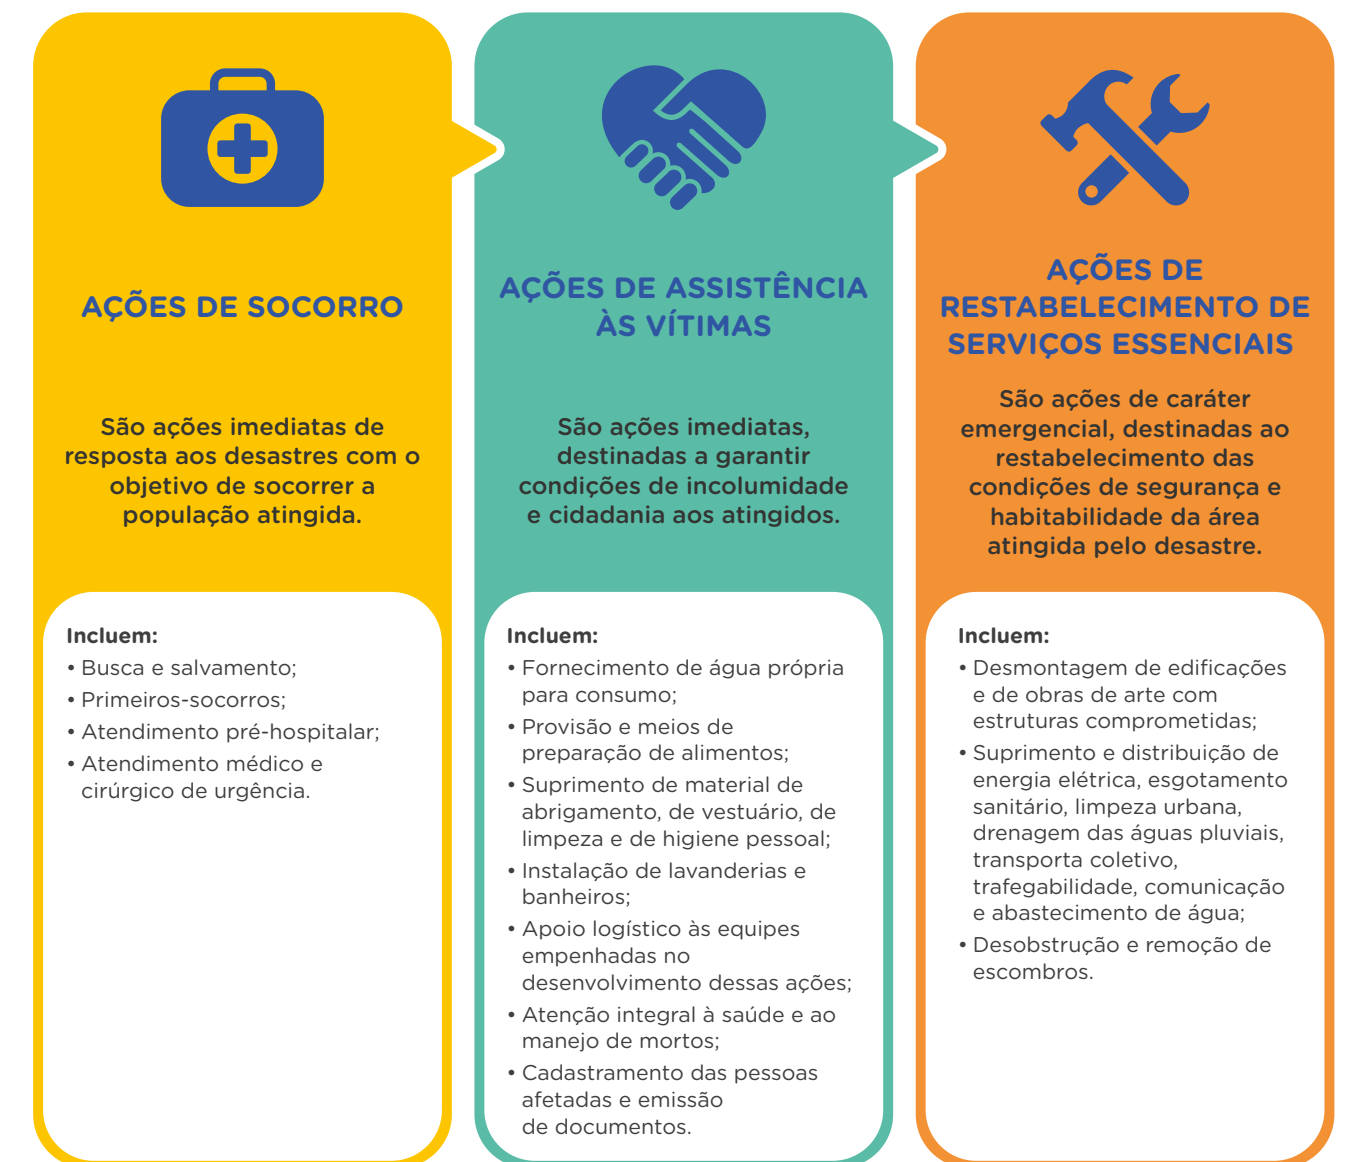 AÇÕES DE SOCORRO
São ações imediatas de
resposta aos desastres com o
objetivo de socorrer a
população atingida.
Incluem:
• Busca e salvamento;
• Primeiros-socorros;
• Atendimento pré-hospitalar;
• Atendimento médico e
cirúrgico de urgência.
AÇÕES DE ASSISTÊNCIA
ÀS VÍTIMAS
São ações imediatas,
destinadas a garantir
condições de incolumidade
e cidadania aos atingidos.
Incluem:
• Fornecimento de água própria
para consumo;
• Provisão e meios de
preparação de alimentos;
• Suprimento de material de
abrigamento, de vestuário, de
limpeza e de higiene pessoal;
• Instalação de lavanderias e
banheiros;
• Apoio logístico às equipes
empenhadas no
desenvolvimento dessas ações;
• Atenção integral à saúde e ao
manejo de mortos;
• Cadastramento das pessoas
afetadas e emissão
de documentos.
AÇÕES DE
RESTABELECIMENTO DE
SERVIÇOS ESSENCIAIS
São ações de caráter
emergencial, destinadas ao
restabelecimento das
condições de segurança e
habitabilidade da área
atingida pelo desastre.
Incluem:
• Desmontagem de edificações
e de obras de arte com
estruturas comprometidas;
• Suprimento e distribuição de
energia elétrica, esgotamento
sanitário, limpeza urbana,
drenagem das águas pluviais,
transporta coletivo,
trafegabilidade, comunicação
e abastecimento de água;
• Desobstrução e remoção de
escombros.